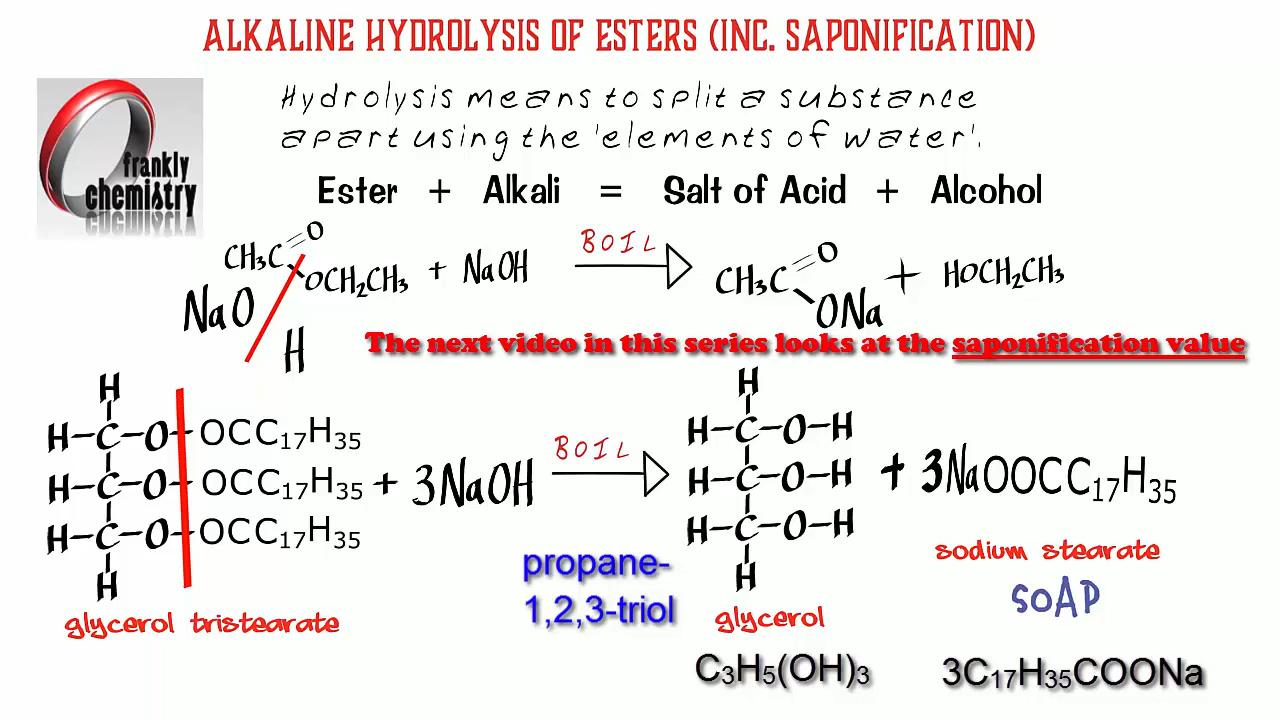 ALKALINE HYDROLYSIS OF ESTERS (INC. SAPONIFICATION)
frankly
chemistry
Hydrolysis means to split a substance
apart using the 'elements of water'.
Ester + Alkali = Salt of Acid + Alcohol
CH₃C O OCH₂CH₃ + NaOH BOIL CH₃C O ONa + HOCH₂CH₃
NaO H
The next video in this series looks at the saponification value
H H
H-C-O-OCC₁₇H₃₅ H-C-O-H
H-C-O-OCC₁₇H₃₅ + 3NaOH BOIL H-C-O-H + 3NaOOCC₁₇H₃₅
H-C-O-OCC₁₇H₃₅ H-C-O-H
H H
sodium stearate
SOAP
propane-
1,2,3-triol
glycerol tristearate
glycerol
C₃H₅(OH)₃ 3C₁₇H₃₅COONa